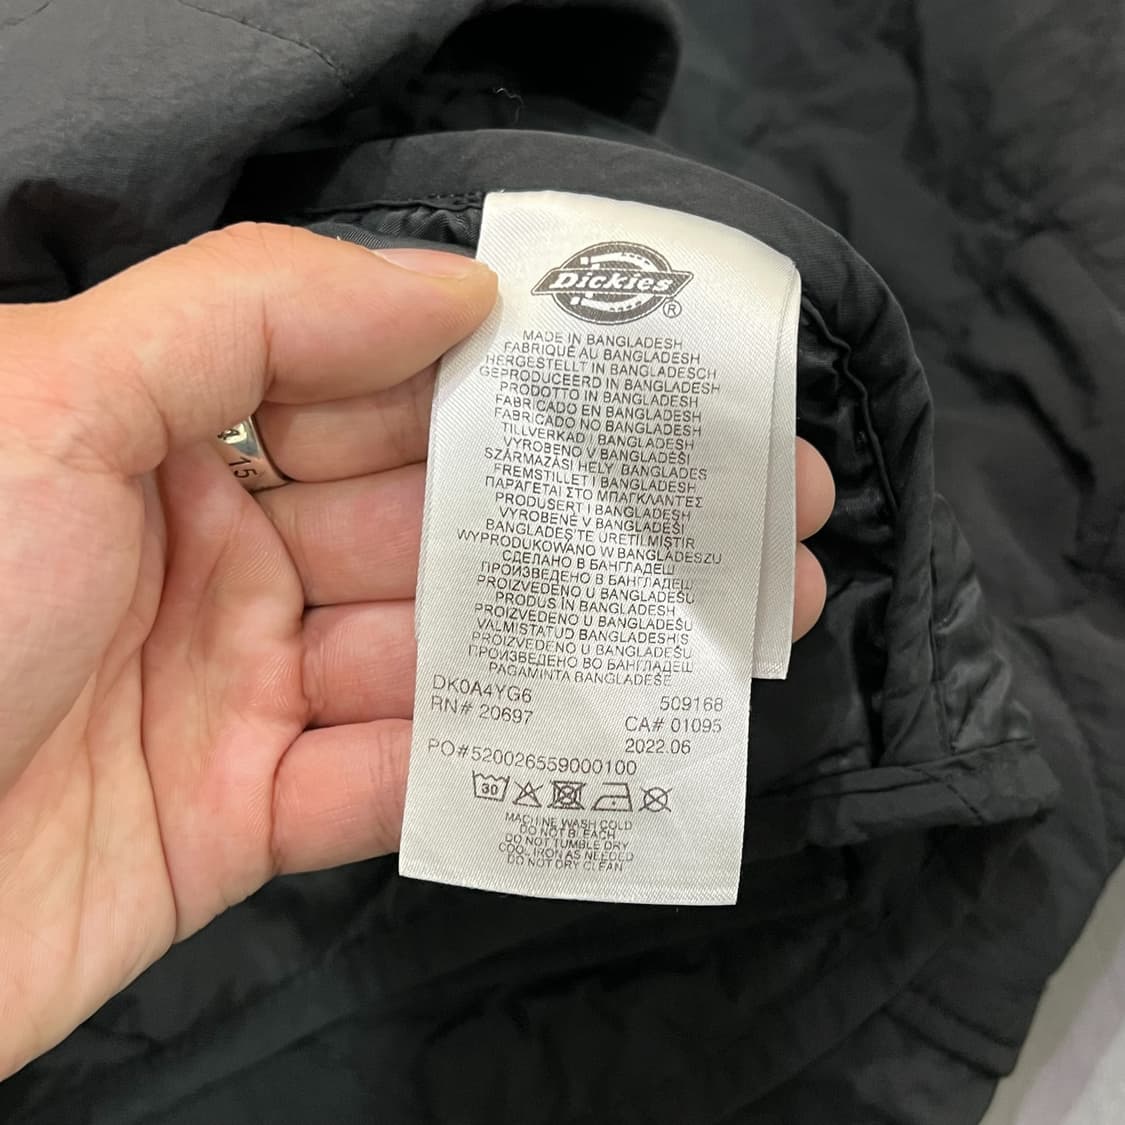 Dickies
®
MADE IN BANGLADESH
FABRIQUÉ AU BANGLADESH
HERGESTELLT IN BANGLADESCH
GEPRODUCEERD IN BANGLADESH
PRODOTTO IN BANGLADESH
FABRICADO EN BANGLADESH
FABRICADO NO BANGLADESH
TILLVERKAD I BANGLADESH
VYROBENO V BANGLADÉŠI
SZÁRMAZÁSI HELY BANGLADES
FREMSTILLET I BANGLADESH
ΠΑΡΑΓΕΤΑΙ ΣΤΟ ΜΠΑΓΚΛΑΝΤΕΣ
PRODUSERT I BANGLADESH
VYROBENÉ V BANGLADÉŠI
BANGLADEŞ'TE ÜRETİLMİŞTİR
WYPRODUKOWANO W BANGLADESZU
СДЕЛАНО В БАНГЛАДЕШ
ПРОИЗВЕДЕНО В БАНГЛАДЕШ
PROIZVEDENO U BANGLADEŠU
PRODUS ÎN BANGLADESH
PROIZVEDENO U BANGLADEŠU
VALMISTATUD BANGLADESHIS
PROIZVEDENO U BANGLADEŠU
ПРОИЗВЕДЕНО ВО БАНГЛАДЕШ
PAGAMINTA BANGLADEŠE
DK0A4YG6 509168
RN# 20697 CA# 01095
2022.06
PO#520026559000100
30
MACHINE WASH COLD
DO NOT BLEACH
DO NOT TUMBLE DRY
COOL IRON AS NEEDED
DO NOT DRY CLEAN
15